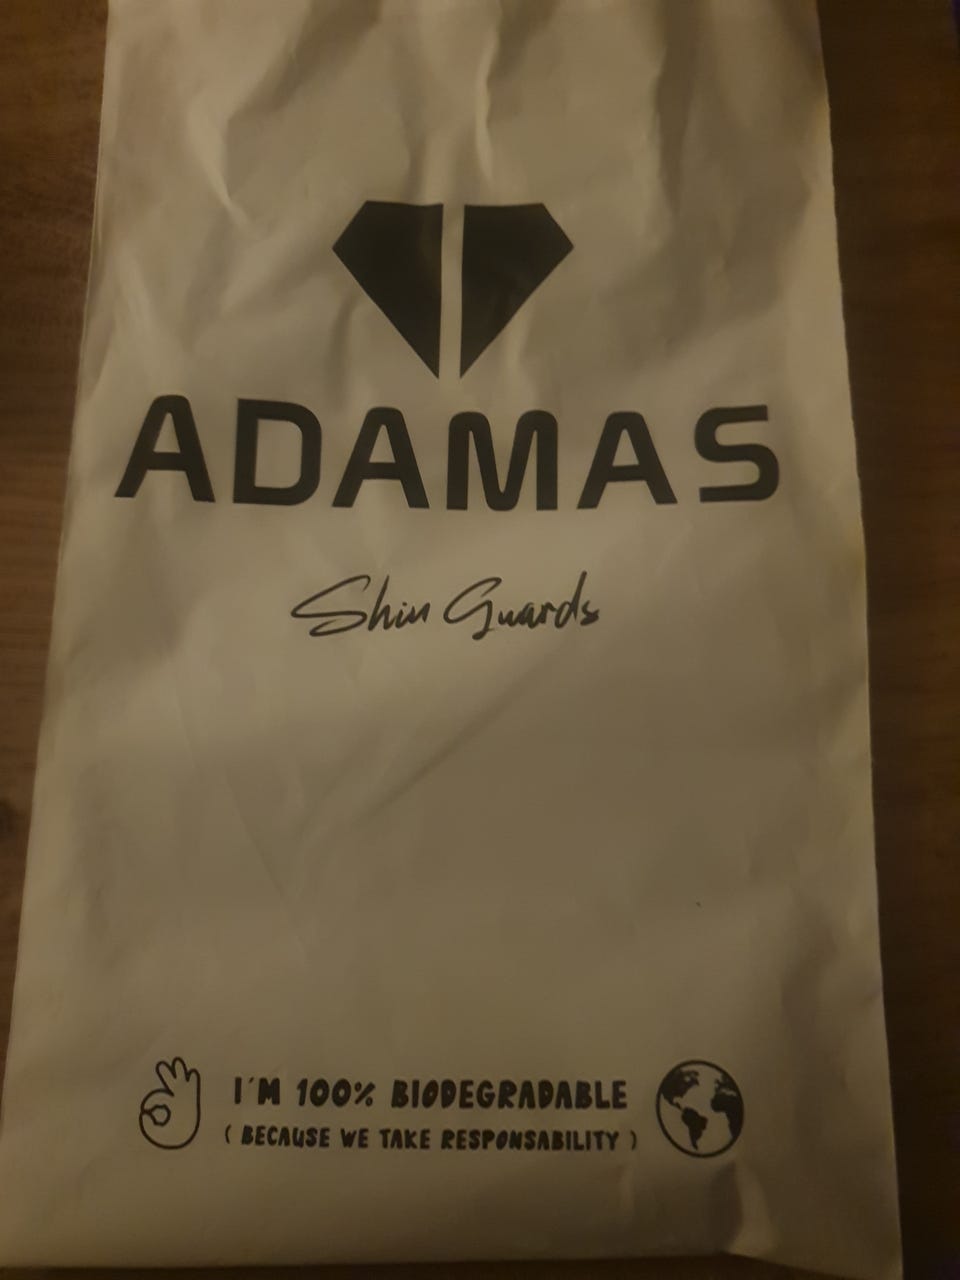 ADAMAS
Shin Guards
I'M 100% BIODEGRADABLE
( BECAUSE WE TAKE RESPONSABILITY )